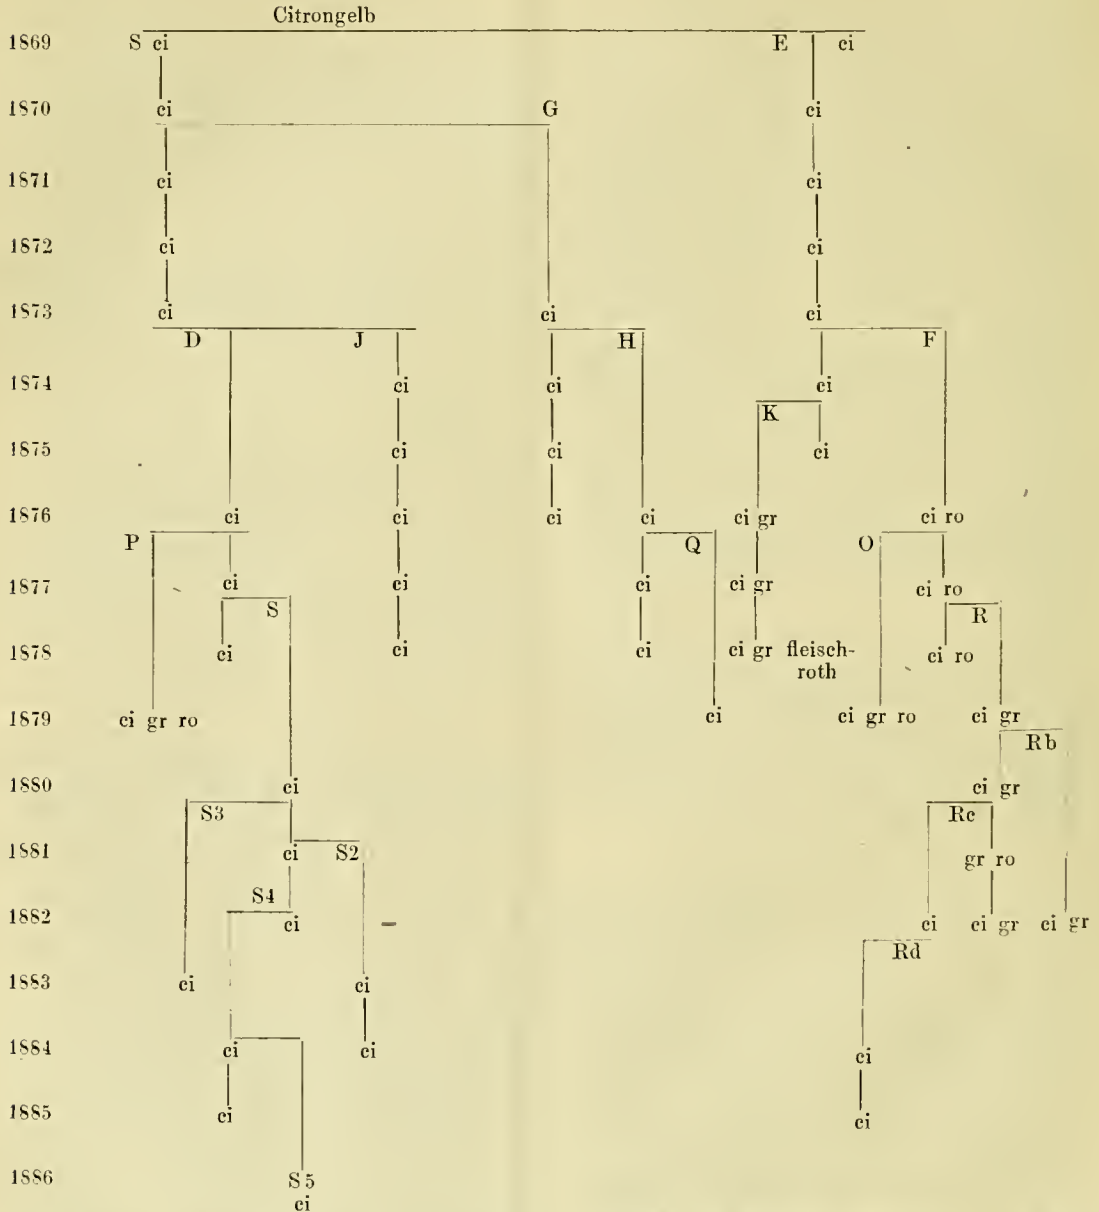 Citrongelb
1869 S ci E ci
1870 ci G ci
1871 ci ci
1872 ci ci
1873 ci ci ci
D J H F
1874 ci ci ci
K
1875 ci ci ci
1876 ci ci ci ci ci gr ci ro
P Q O
1877 ci ci ci ci gr ci ro
S R
1878 ci ci ci ci gr fleisch- ci ro
roth
1879 ci gr ro ci ci gr ro ci gr
Rb
1880 ci ci gr
S3 Rc
1881 ci S2 gr ro
S4
1882 ci ci ci gr ci gr
Rd
1883 ci ci
1884 ci ci ci
1885 ci ci
1886 S5
ci